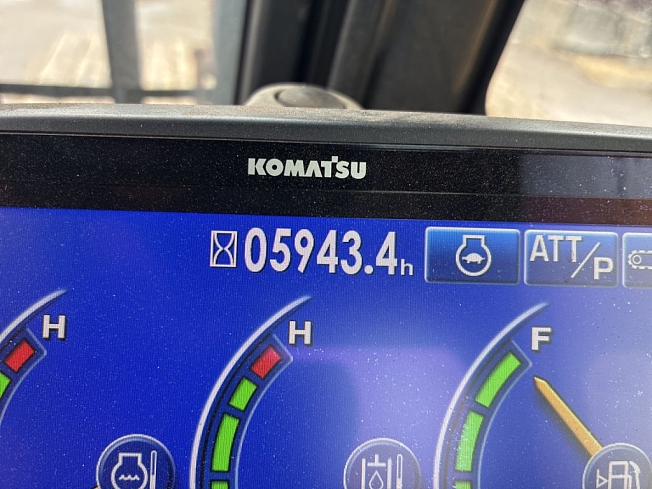 KOMATSU
05943.4h
ATT/P
H
H
F